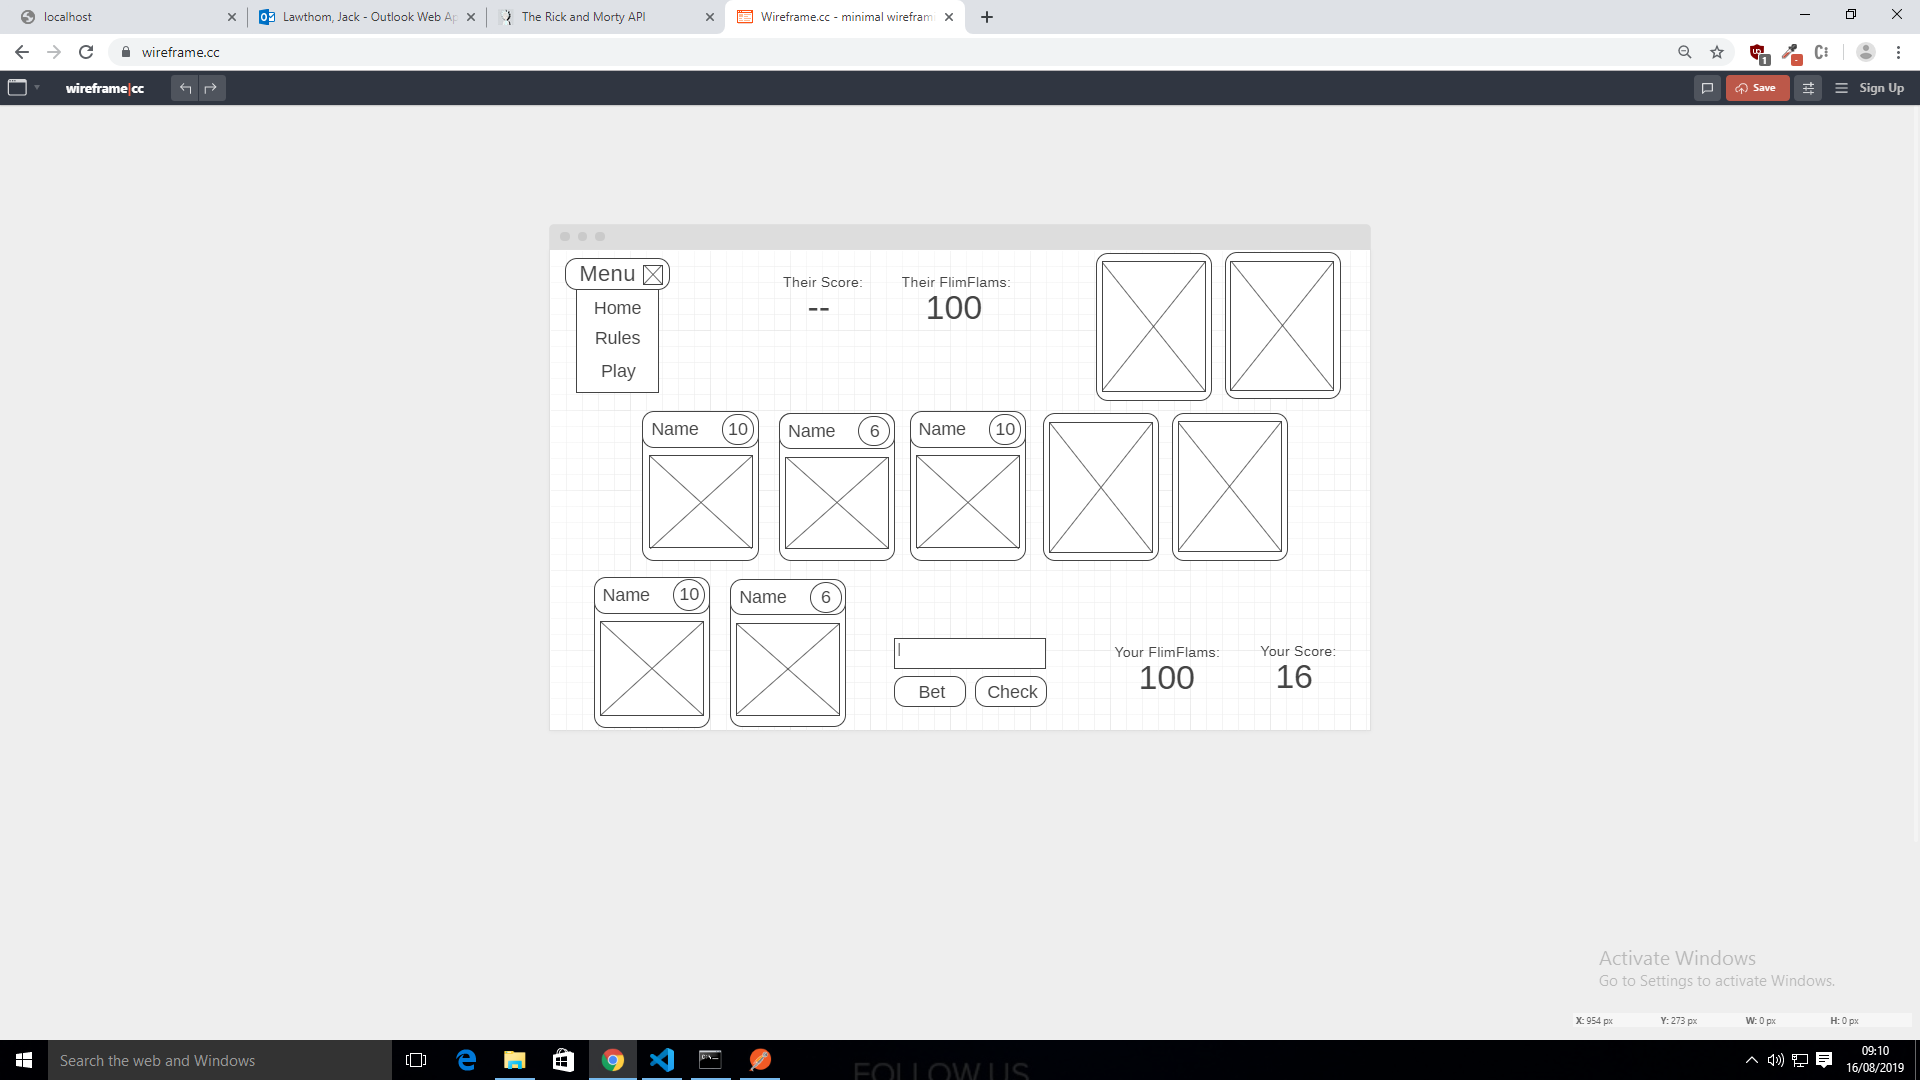 localhost
Lawthom, Jack - Outlook Web Ap
The Rick and Morty API
Wireframe.cc - minimal wirefram
wireframe.cc
1
wireframe|cc
Save
Sign Up
Menu
Home
Rules
Play
Their Score:
--
Their FlimFlams:
100
Name 10
Name 6
Name 10
Name 10
Name 6
Bet
Check
Your FlimFlams:
100
Your Score:
16
Activate Windows
Go to Settings to activate Windows.
X: 954 px Y: 273 px W: 0 px H: 0 px
Search the web and Windows
FOLLOW US
09:10
16/08/2019